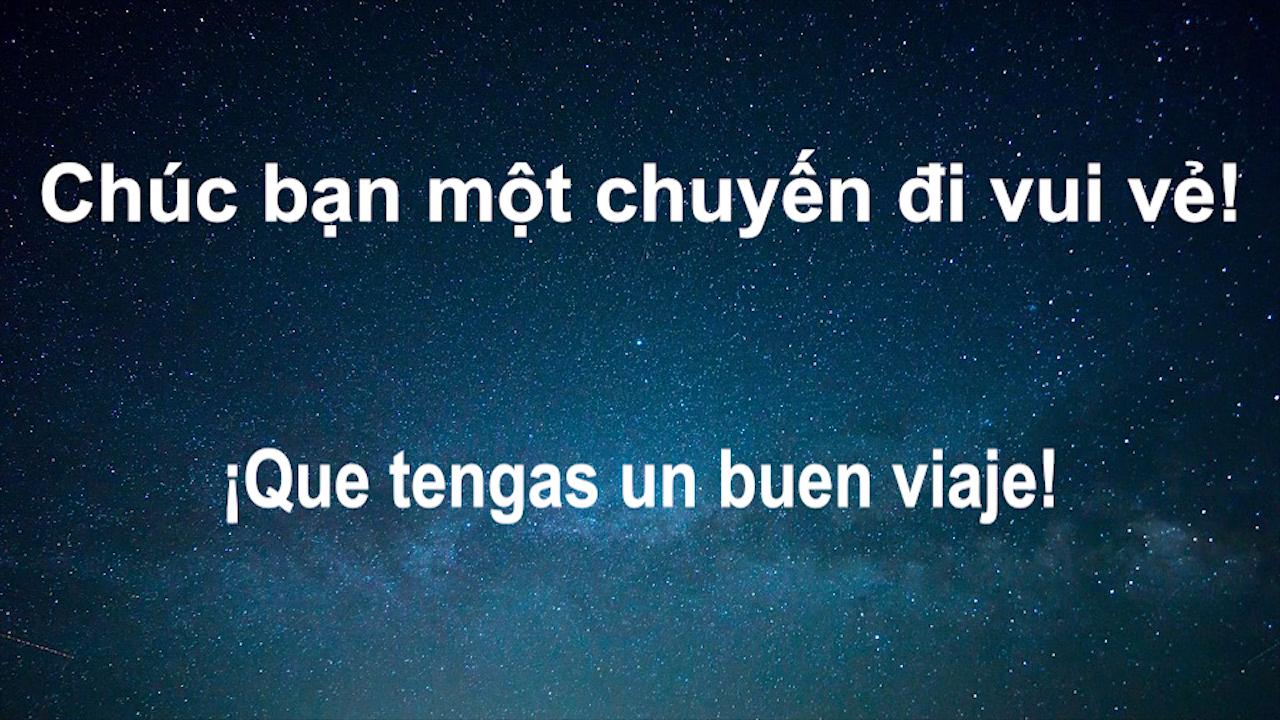 Chúc bạn một chuyến đi vui vẻ!
¡Que tengas un buen viaje!